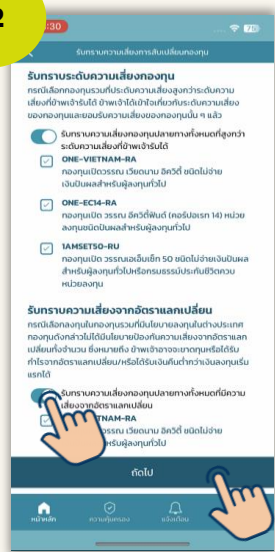 2
:30
รับทราบความเสี่ยงการสับเปลี่ยนกองทุน
รับทราบระดับความเสี่ยงกองทุน
กรณีเลือกกองทุนรวมที่ประดับความเสี่ยงสูงกว่าระดับความ
เสี่ยงที่ข้าพเจ้ารับได้ ข้าพเจ้าได้เข้าใจเกี่ยวกับระดับความเสี่ยง
ของกองทุนและยอมรับความเสี่ยงของกองทุนนั้น ๆ แล้ว
รับทราบความเสี่ยงกองทุนปลายทางทั้งหมดที่สูงกว่า
ระดับความเสี่ยงที่ข้าพเจ้ารับได้
ONE-VIETNAM-RA
กองทุนเปิดวรรณ เวียดนาม อิควิตี้ ชนิดไม่จ่าย
เงินปันผลสำหรับผู้ลงทุนทั่วไป
ONE-EC14-RA
กองทุนเปิด วรรณ อิควิตี้ฟันด์ (คอร์ปอเรท 14) หน่วย
ลงทุนชนิดปันผลสำหรับผู้ลงทุนทั่วไป
1AMSET50-RU
กองทุนเปิด วรรณเอเอ็มเซ็ท 50 ชนิดไม่จ่ายเงินปันผล
สำหรับผู้ลงทุนทั่วไปหรือกรมธรรม์ประกันชีวิตควบ
หน่วยลงทุน
รับทราบความเสี่ยงจากอัตราแลกเปลี่ยน
กรณีเลือกลงทุนในกองทุนรวมที่มีนโยบายลงทุนในต่างประเทศ
กองทุนดังกล่าวไม่ได้มีนโยบายป้องกันความเสี่ยงจากอัตราแลก
เปลี่ยนทั้งจำนวน ซึ่งหมายถึง ข้าพเจ้าอาจจะขาดทุนหรือได้รับ
กำไรจากอัตราแลกเปลี่ยน/หรือได้รับเงินคืนต่ำกว่าเงินลงทุนเริ่ม
แรกได้
รับทราบความเสี่ยงกองทุนปลายทางทั้งหมดที่มีความ
เสี่ยงจากอัตราแลกเปลี่ยน
TNAM-RA
วรรณ เวียดนาม อิควิตี้ ชนิดไม่จ่าย
รับผู้ลงทุนทั่วไป
ถัดไป
หน้าหลัก
ความคุ้มครอง
แจ้งเตือน